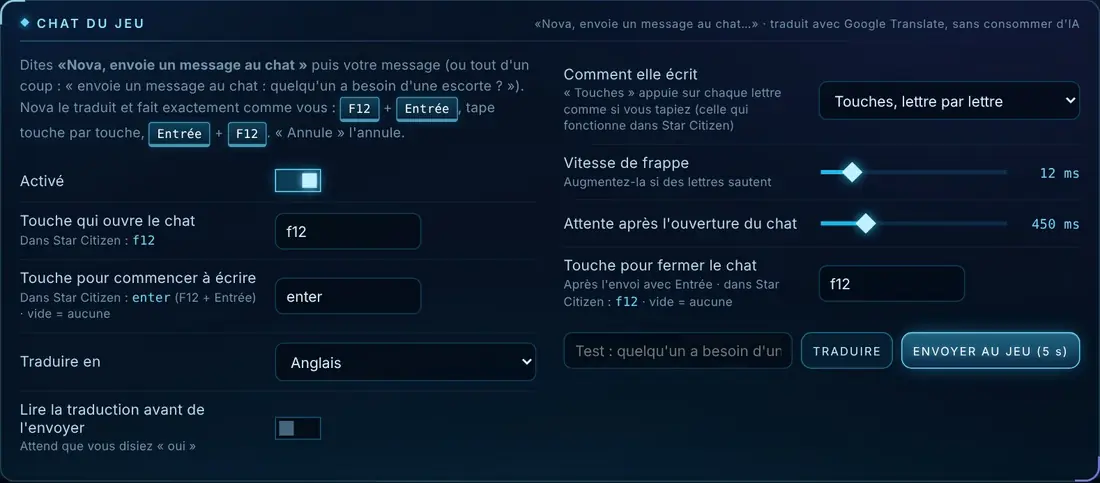 CHAT DU JEU
«Nova, envoie un message au chat…» · traduit avec Google Translate, sans consommer d'IA
Dites «Nova, envoie un message au chat » puis votre message (ou tout d'un
coup : « envoie un message au chat : quelqu'un a besoin d'une escorte ? »).
Nova le traduit et fait exactement comme vous : F12 + Entrée, tape
touche par touche, Entrée + F12. « Annule » l'annule.
Activé
Touche qui ouvre le chat
Dans Star Citizen : f12
f12
Touche pour commencer à écrire
Dans Star Citizen : enter (F12 + Entrée)
· vide = aucune
enter
Traduire en
Anglais
Lire la traduction avant de
l'envoyer
Attend que vous disiez « oui »
Comment elle écrit
« Touches » appuie sur chaque lettre
comme si vous tapiez (celle qui
fonctionne dans Star Citizen)
Touches, lettre par lettre
Vitesse de frappe
Augmentez-la si des lettres sautent
12 ms
Attente après l'ouverture du chat
450 ms
Touche pour fermer le chat
Après l'envoi avec Entrée · dans Star
Citizen : f12 · vide = aucune
f12
Test : quelqu'un a besoin d'un
TRADUIRE
ENVOYER AU JEU (5 s)